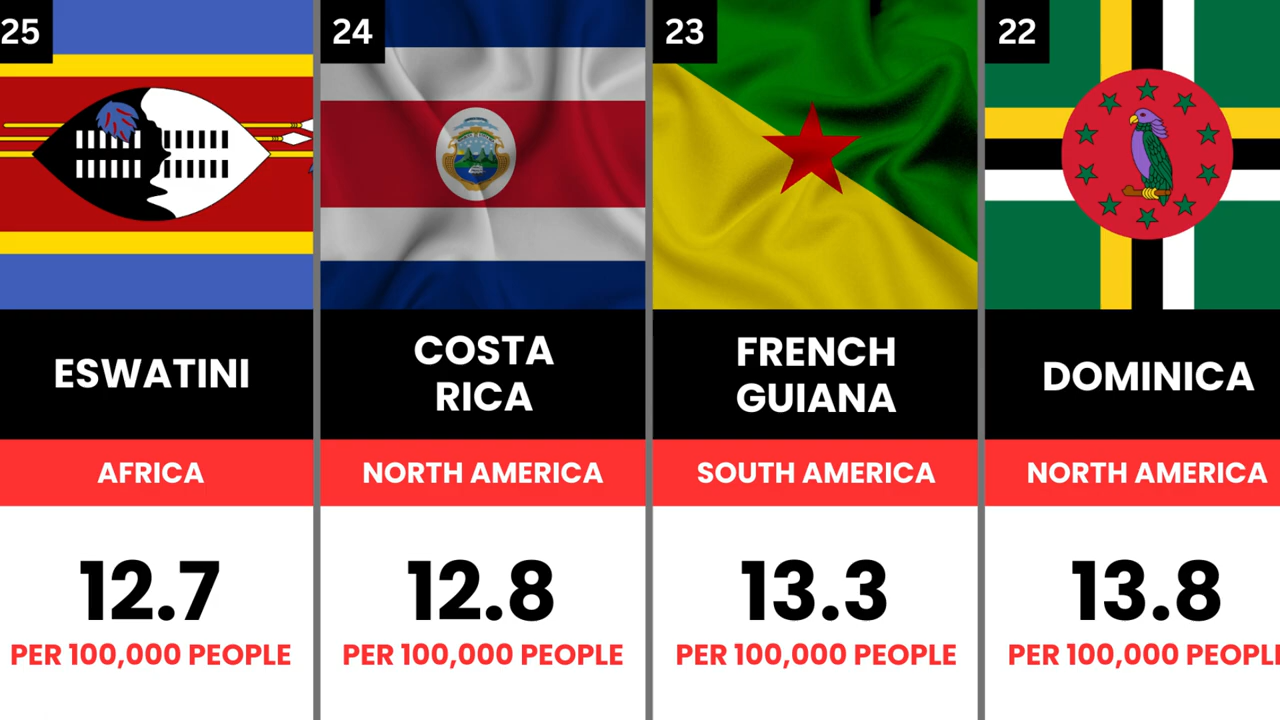 25
ESWATINI
AFRICA
12.7
PER 100,000 PEOPLE
24
COSTA
RICA
NORTH AMERICA
12.8
PER 100,000 PEOPLE
23
FRENCH
GUIANA
SOUTH AMERICA
13.3
PER 100,000 PEOPLE
22
DOMINICA
NORTH AMERICA
13.8
PER 100,000 PEOPL